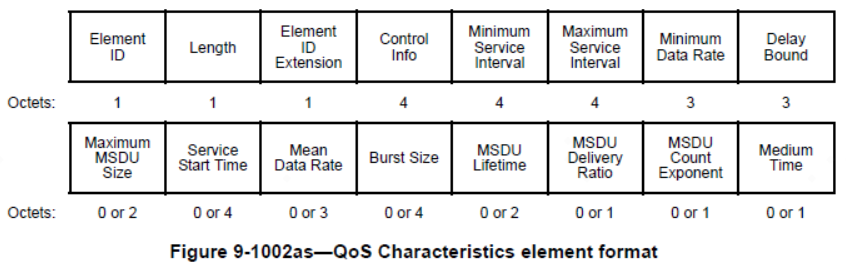 Element ID Length Element ID Extension Control Info Minimum Service Interval Maximum Service Interval Minimum Data Rate Delay Bound
Octets: 1 1 1 4 4 4 3 3
Maximum MSDU Size Service Start Time Mean Data Rate Burst Size MSDU Lifetime MSDU Delivery Ratio MSDU Count Exponent Medium Time
Octets: 0 or 2 0 or 4 0 or 3 0 or 4 0 or 2 0 or 1 0 or 1 0 or 1
Figure 9-1002as—QoS Characteristics element format